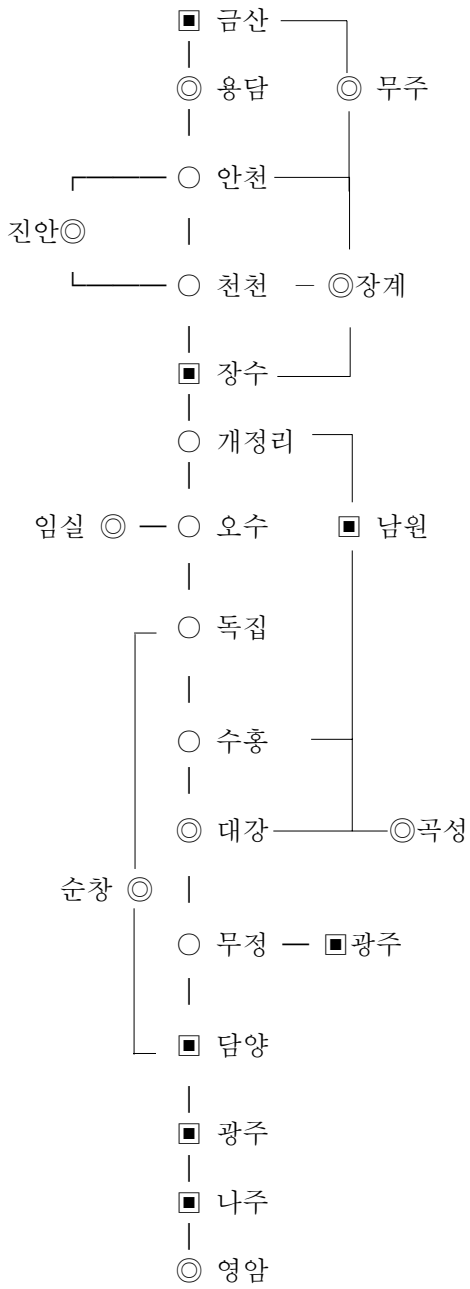 ▣ 금산
◎ 용담 ◎ 무주
○ 안천
진안◎
○ 천천 ◎장계
▣ 장수
○ 개정리
임실 ◎ ○ 오수 ▣ 남원
○ 독집
○ 수홍
◎ 대강 ◎곡성
순창 ◎
○ 무정 ▣광주
▣ 담양
▣ 광주
▣ 나주
◎ 영암